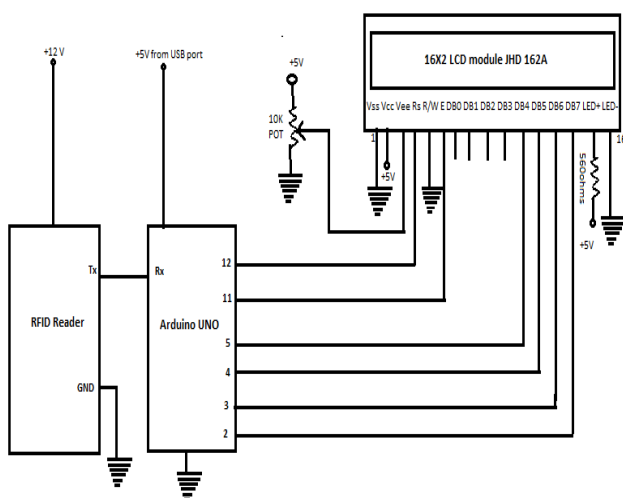 16X2 LCD module JHD 162A
+12 V
+5V from USB port
+5V
10K
POT
Vss Vcc Vee Rs R/W E DB0 DB1 DB2 DB3 DB4 DB5 DB6 DB7 LED+ LED-
1
16
+5V
560ohms
+5V
Tx
Rx
12
11
RFID Reader
Arduino UNO
5
4
GND
3
2